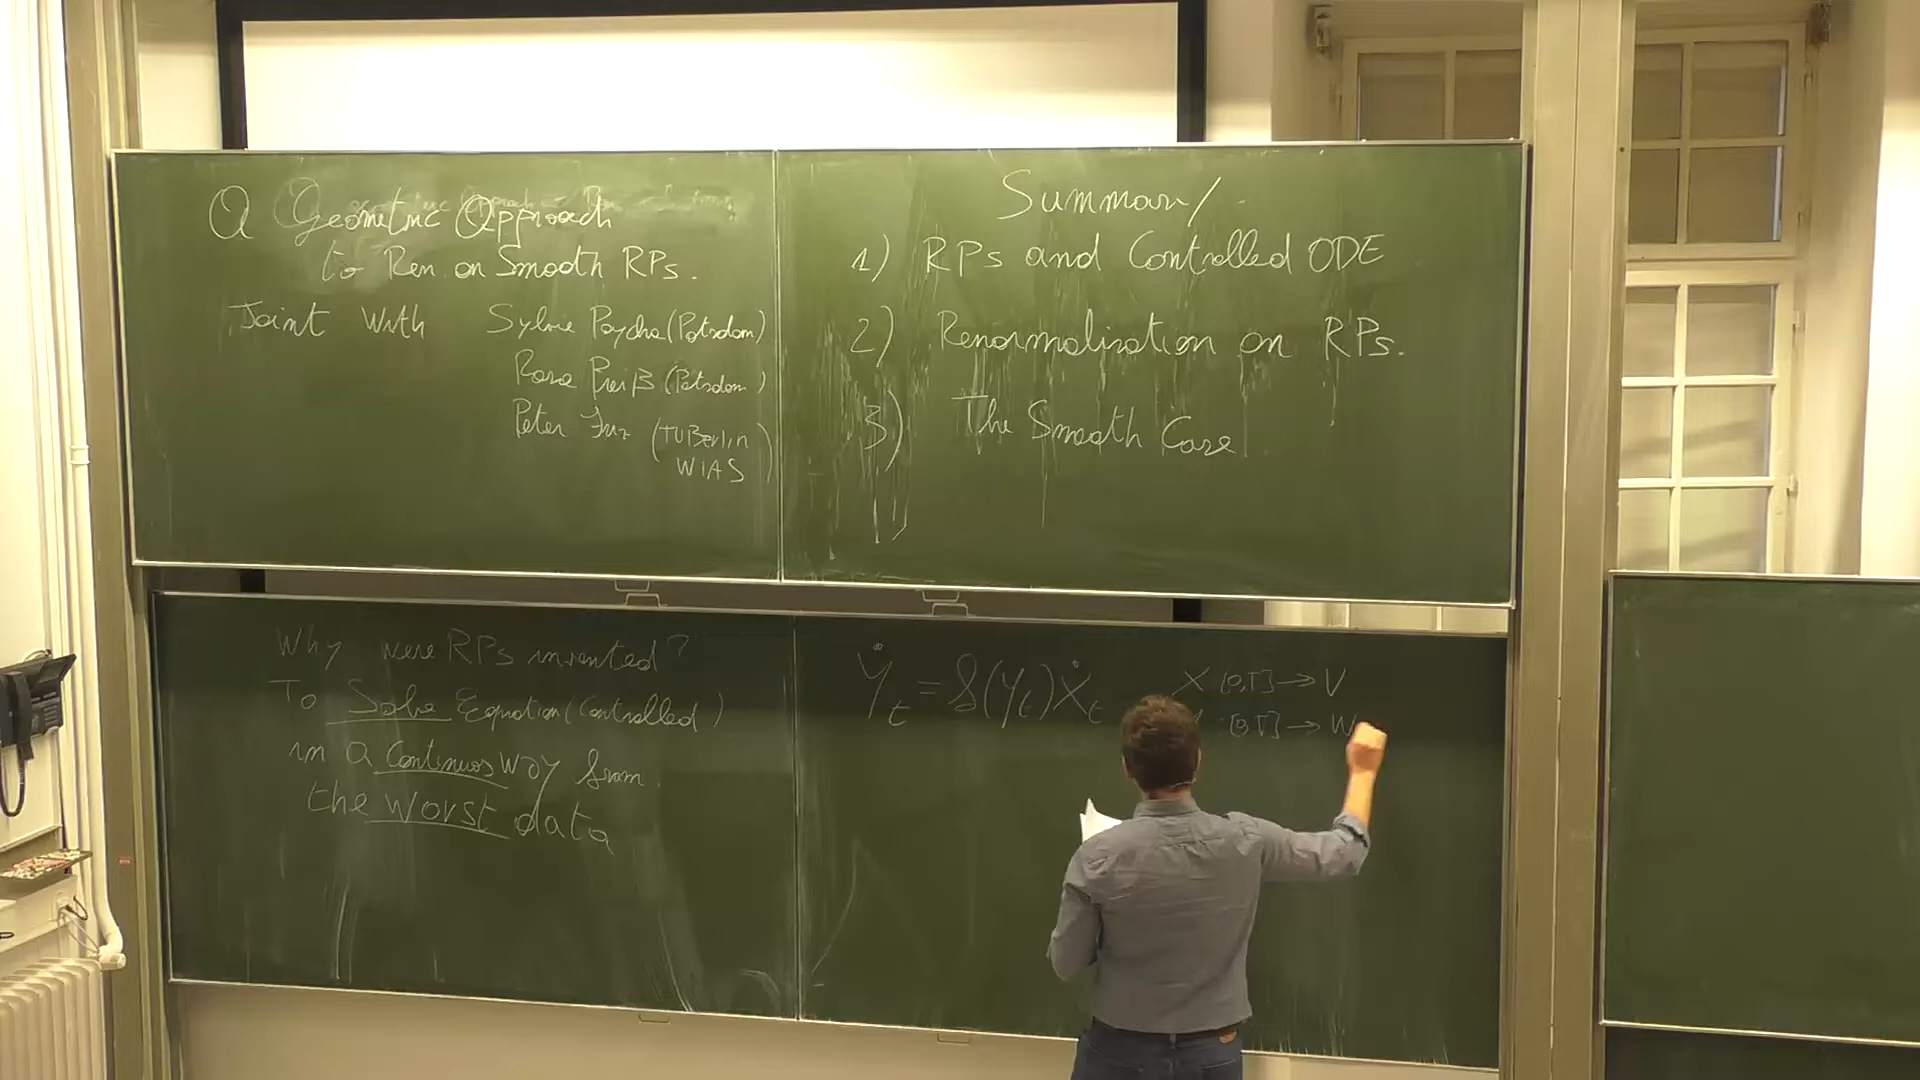 A Geometric Approach
to Ren on Smooth RPs.
Joint With Sylvie Paycha (Potsdam)
Rosa Preiß (Potsdam)
Peter (TU Berlin
WIAS)
Summary
1) RPs and Controlled ODE
2) Renormalisation on RPs.
3) The Smooth Case
Why were RPs invented?
To Solve Equation (Controlled)
in a Continuos Way from
the worst data
Ẏt = f(Yt)Ẋt
X [0,T] → V
: [0,T] → W